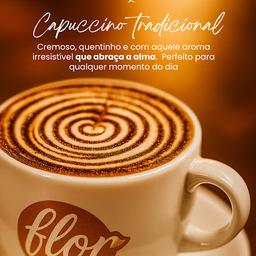 Capuccino Tradicional
Cremoso, quentinho e com aquele aroma
irresistível que abraça a alma. Perfeito para
qualquer momento do dia
flor